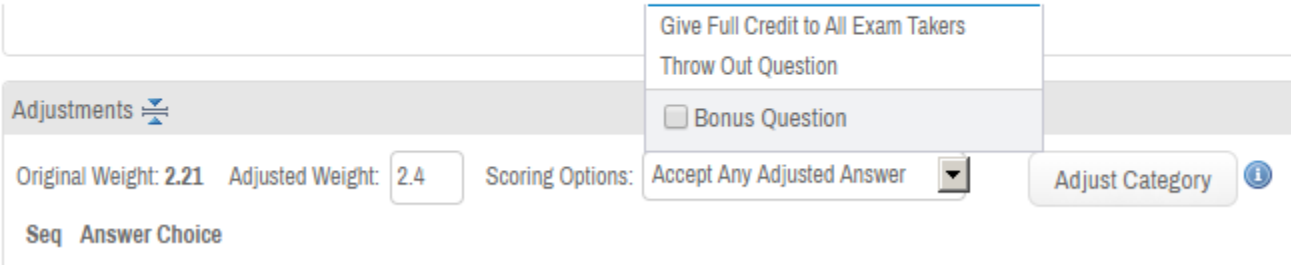 Give Full Credit to All Exam Takers
Throw Out Question
Bonus Question
Adjustments
Original Weight: 2.21 Adjusted Weight: 2.4 Scoring Options: Accept Any Adjusted Answer Adjust Category
Seq Answer Choice